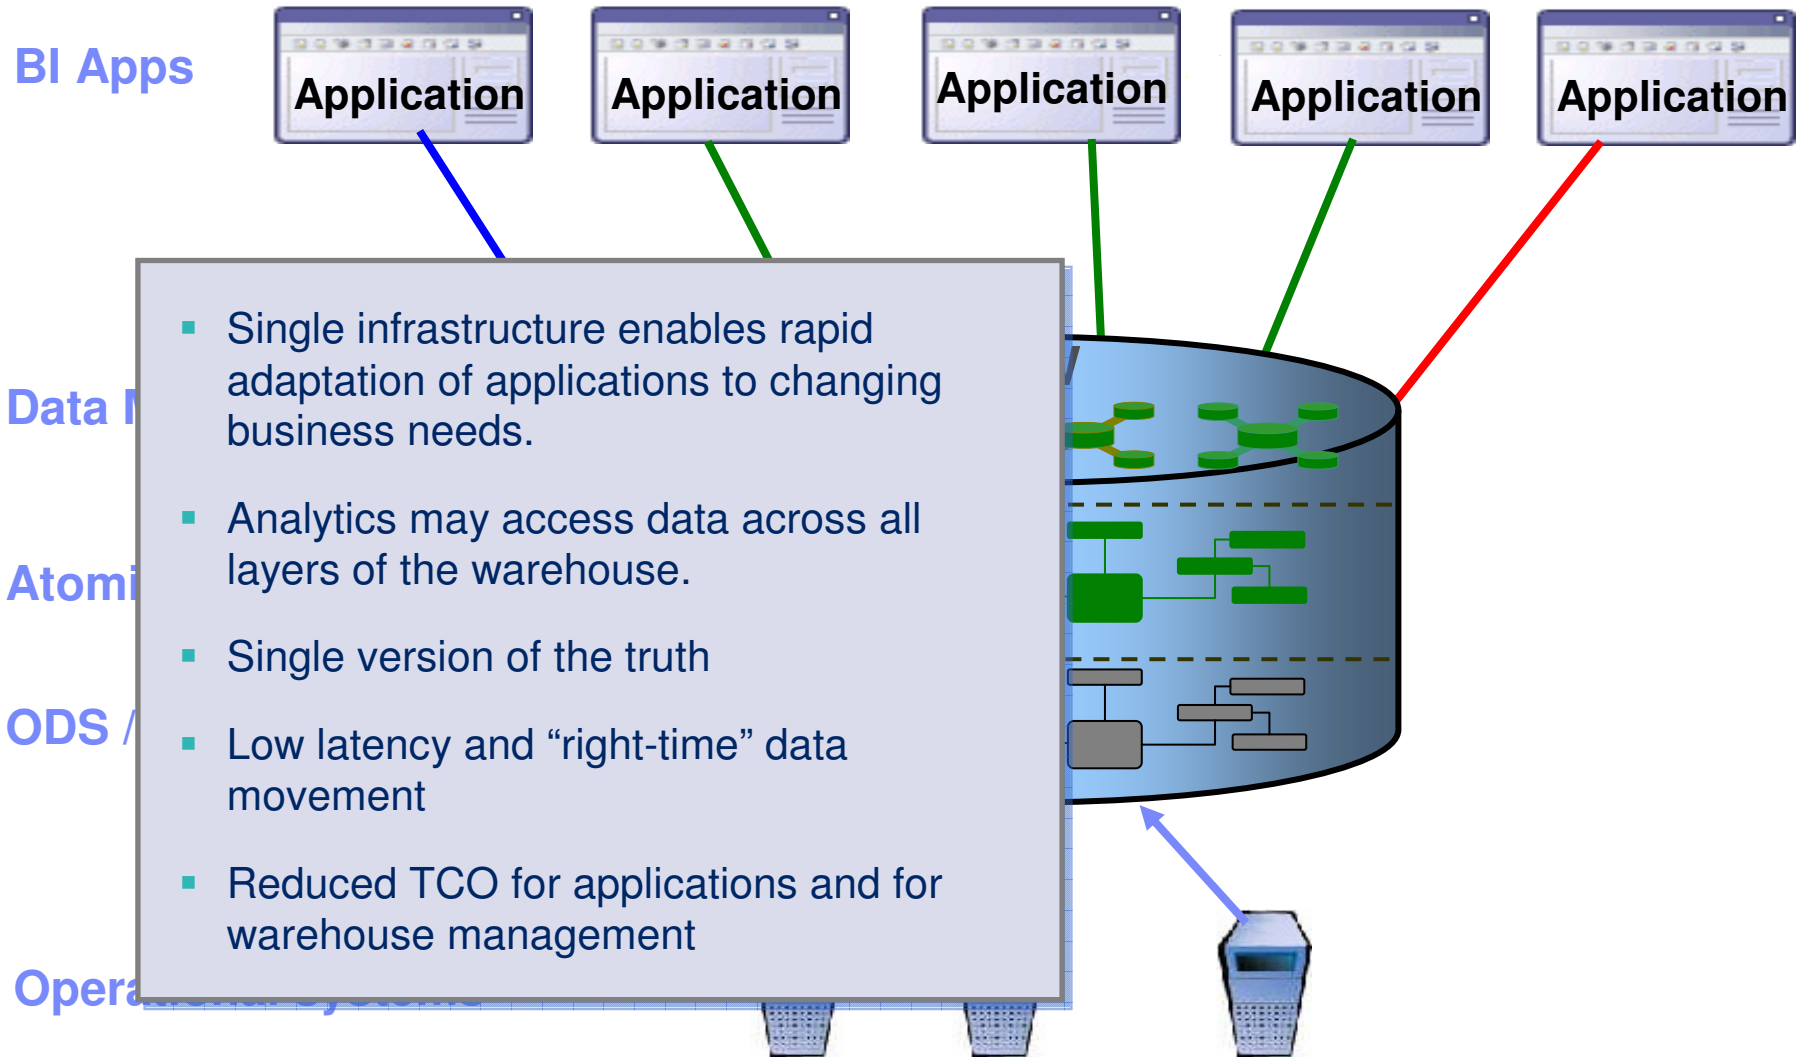 BI Apps
Application
Application
Application
Application
Application
Single infrastructure enables rapid
adaptation of applications to changing
business needs.
Analytics may access data across all
layers of the warehouse.
Single version of the truth
Low latency and “right-time” data
movement
Reduced TCO for applications and for
warehouse management
Data
ODS /